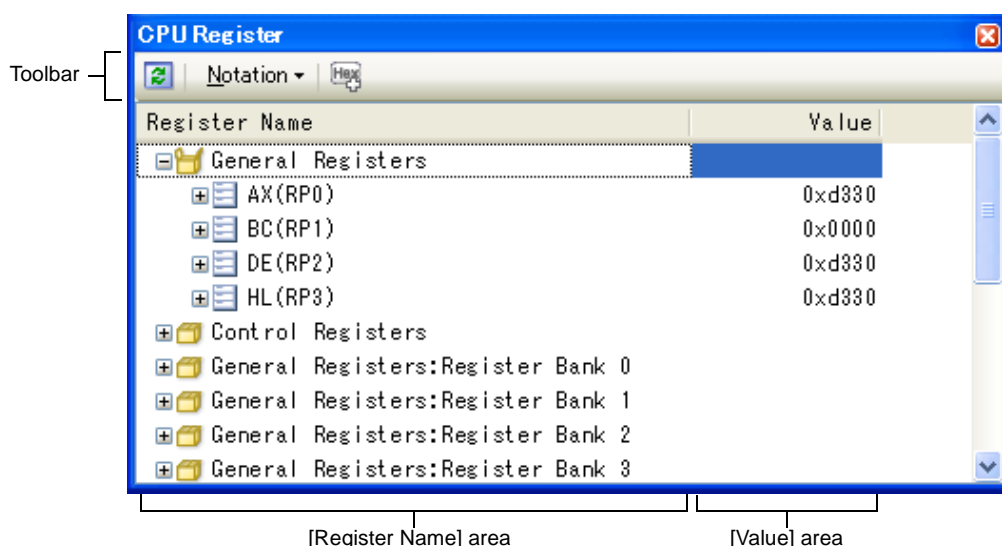 CPU Register
Toolbar
Notation Hex
Register Name Value
General Registers
AX(RP0) 0xd330
BC(RP1) 0x0000
DE(RP2) 0xd330
HL(RP3) 0xd330
Control Registers
General Registers:Register Bank 0
General Registers:Register Bank 1
General Registers:Register Bank 2
General Registers:Register Bank 3
[Register Name] area [Value] area